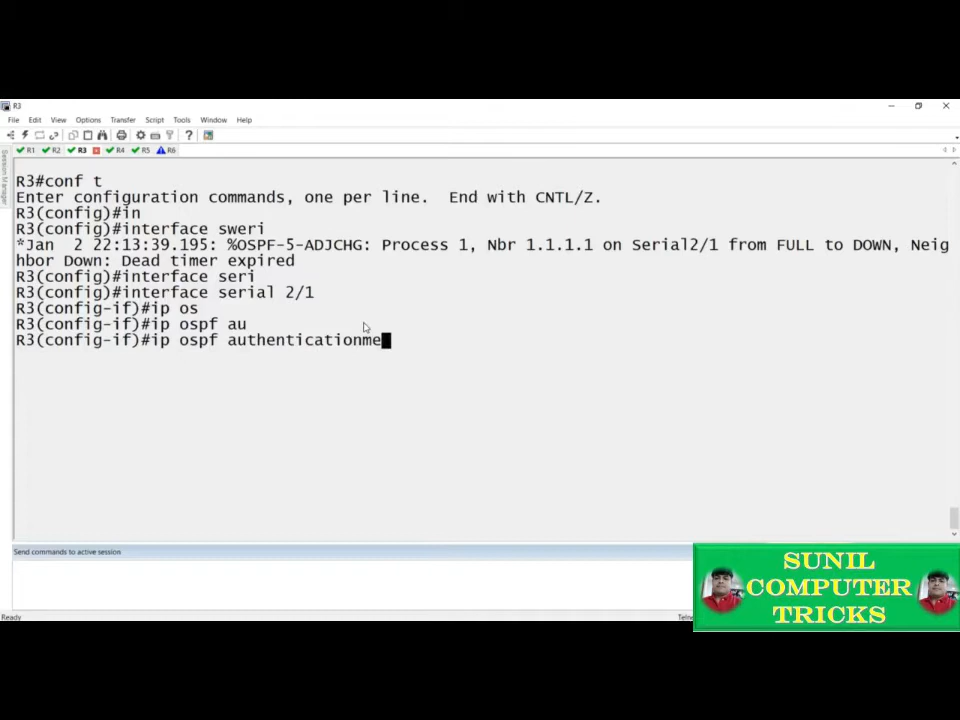 R3
File Edit View Options Transfer Script Tools Window Help
R1 R2 R3 R4 R5 R6
Session Manager
R3#conf t
Enter configuration commands, one per line.  End with CNTL/Z.
R3(config)#in
R3(config)#interface sweri
*Jan  2 22:13:39.195: %OSPF-5-ADJCHG: Process 1, Nbr 1.1.1.1 on Serial2/1 from FULL to DOWN, Neig
hbor Down: Dead timer expired
R3(config)#interface seri
R3(config)#interface serial 2/1
R3(config-if)#ip os
R3(config-if)#ip ospf au
R3(config-if)#ip ospf authenticationme
Send commands to active session
SUNIL
COMPUTER
TRICKS
Ready